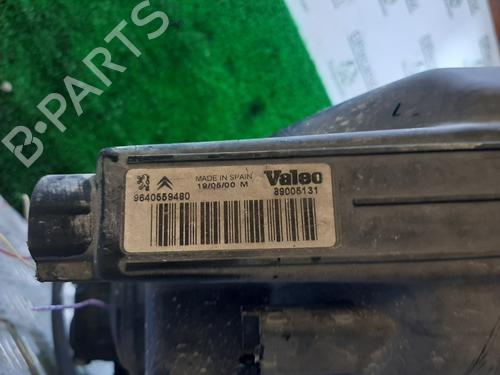 B-PARTS
MADE IN SPAIN
19/05/00 M
Valeo
9640559480
89005131
L